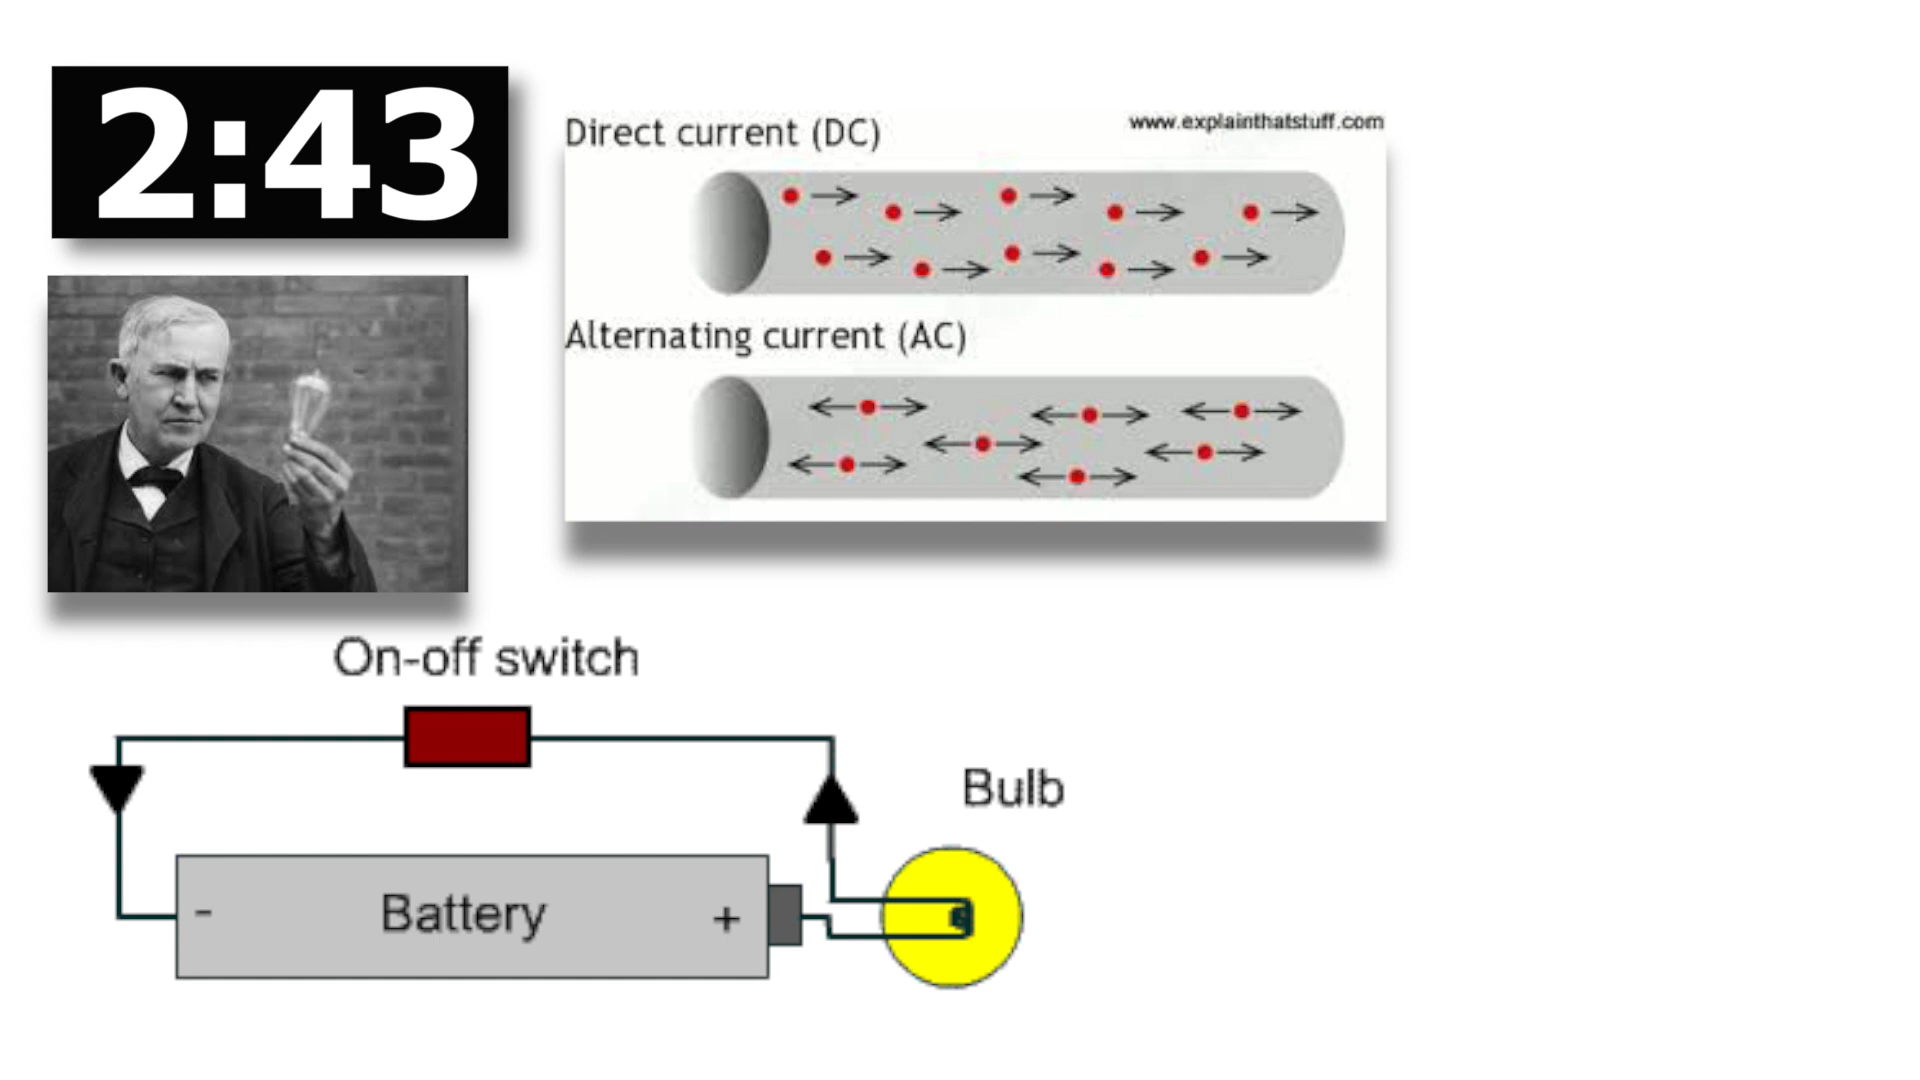 2:43
Direct current (DC)
www.explainthatstuff.com
Alternating current (AC)
On-off switch
Bulb
- Battery +